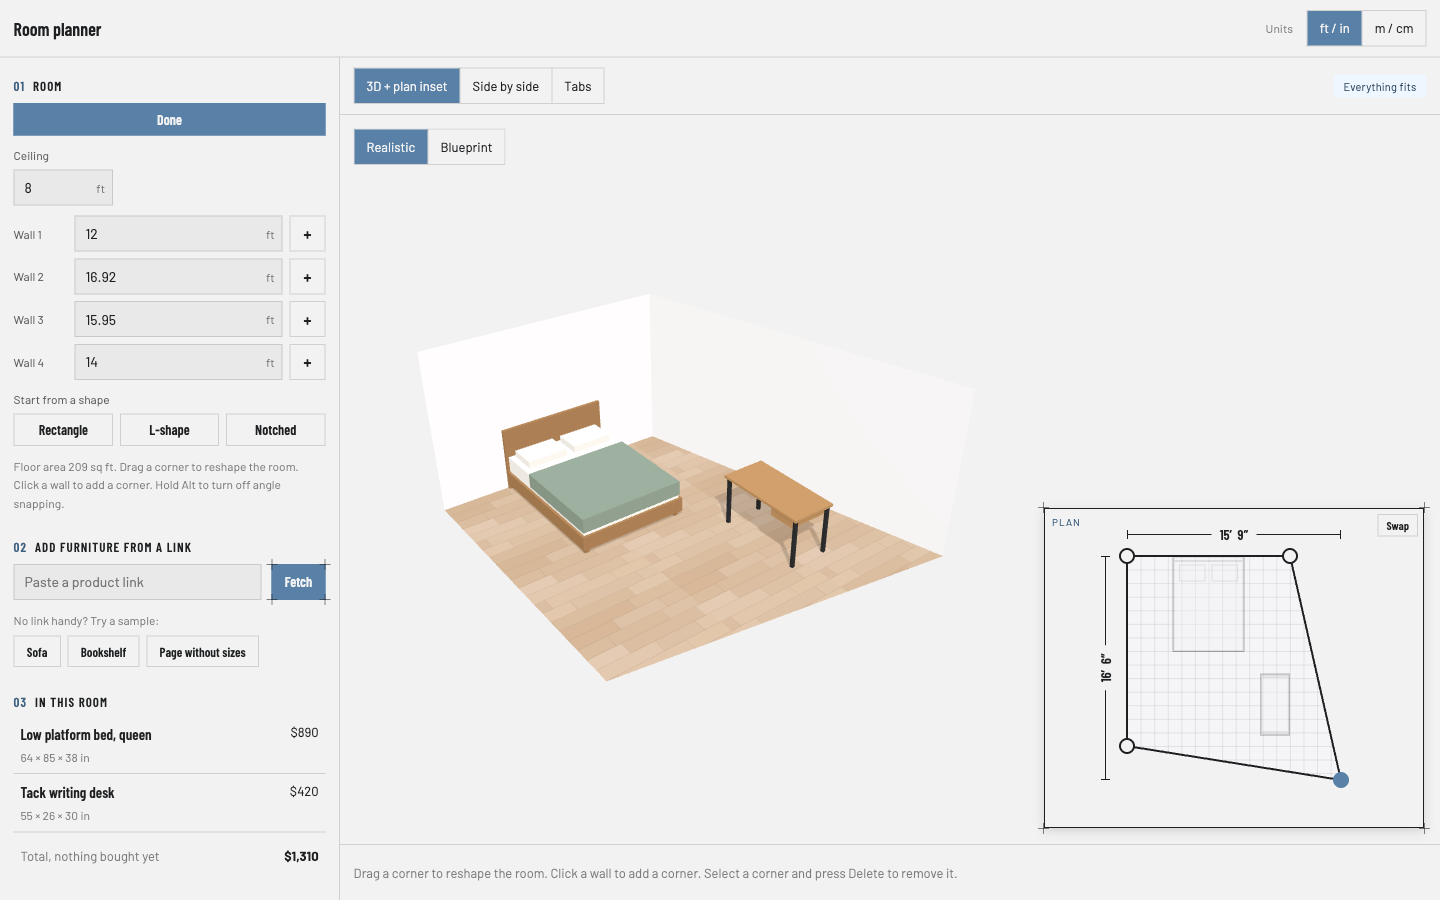 Room planner
Units
ft / in
m / cm
01 ROOM
Done
Ceiling
8 ft
Wall 1 12 ft +
Wall 2 16.92 ft +
Wall 3 15.95 ft +
Wall 4 14 ft +
Start from a shape
Rectangle
L-shape
Notched
Floor area 209 sq ft. Drag a corner to reshape the room.
Click a wall to add a corner. Hold Alt to turn off angle
snapping.
02 ADD FURNITURE FROM A LINK
Paste a product link
Fetch
No link handy? Try a sample:
Sofa
Bookshelf
Page without sizes
03 IN THIS ROOM
Low platform bed, queen $890
64 × 85 × 38 in
Tack writing desk $420
55 × 26 × 30 in
Total, nothing bought yet $1,310
3D + plan inset
Side by side
Tabs
Everything fits
Realistic
Blueprint
PLAN
Swap
15′ 9″
16′ 6″
Drag a corner to reshape the room. Click a wall to add a corner. Select a corner and press Delete to remove it.